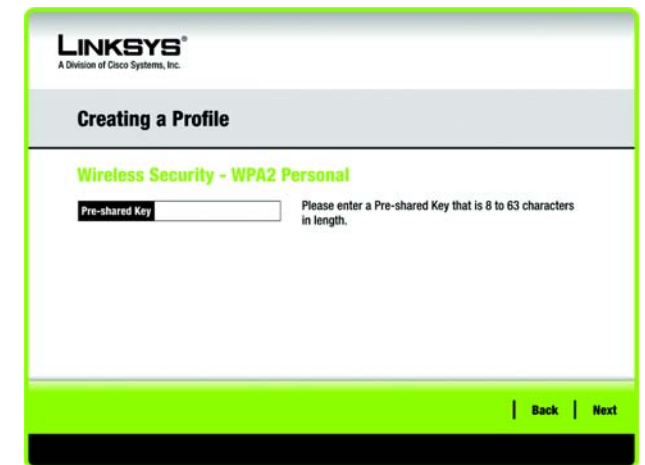 LINKSYS®
A Division of Cisco Systems, Inc.
Creating a Profile
Wireless Security - WPA2 Personal
Pre-shared Key
Please enter a Pre-shared Key that is 8 to 63 characters
in length.
Back
Next